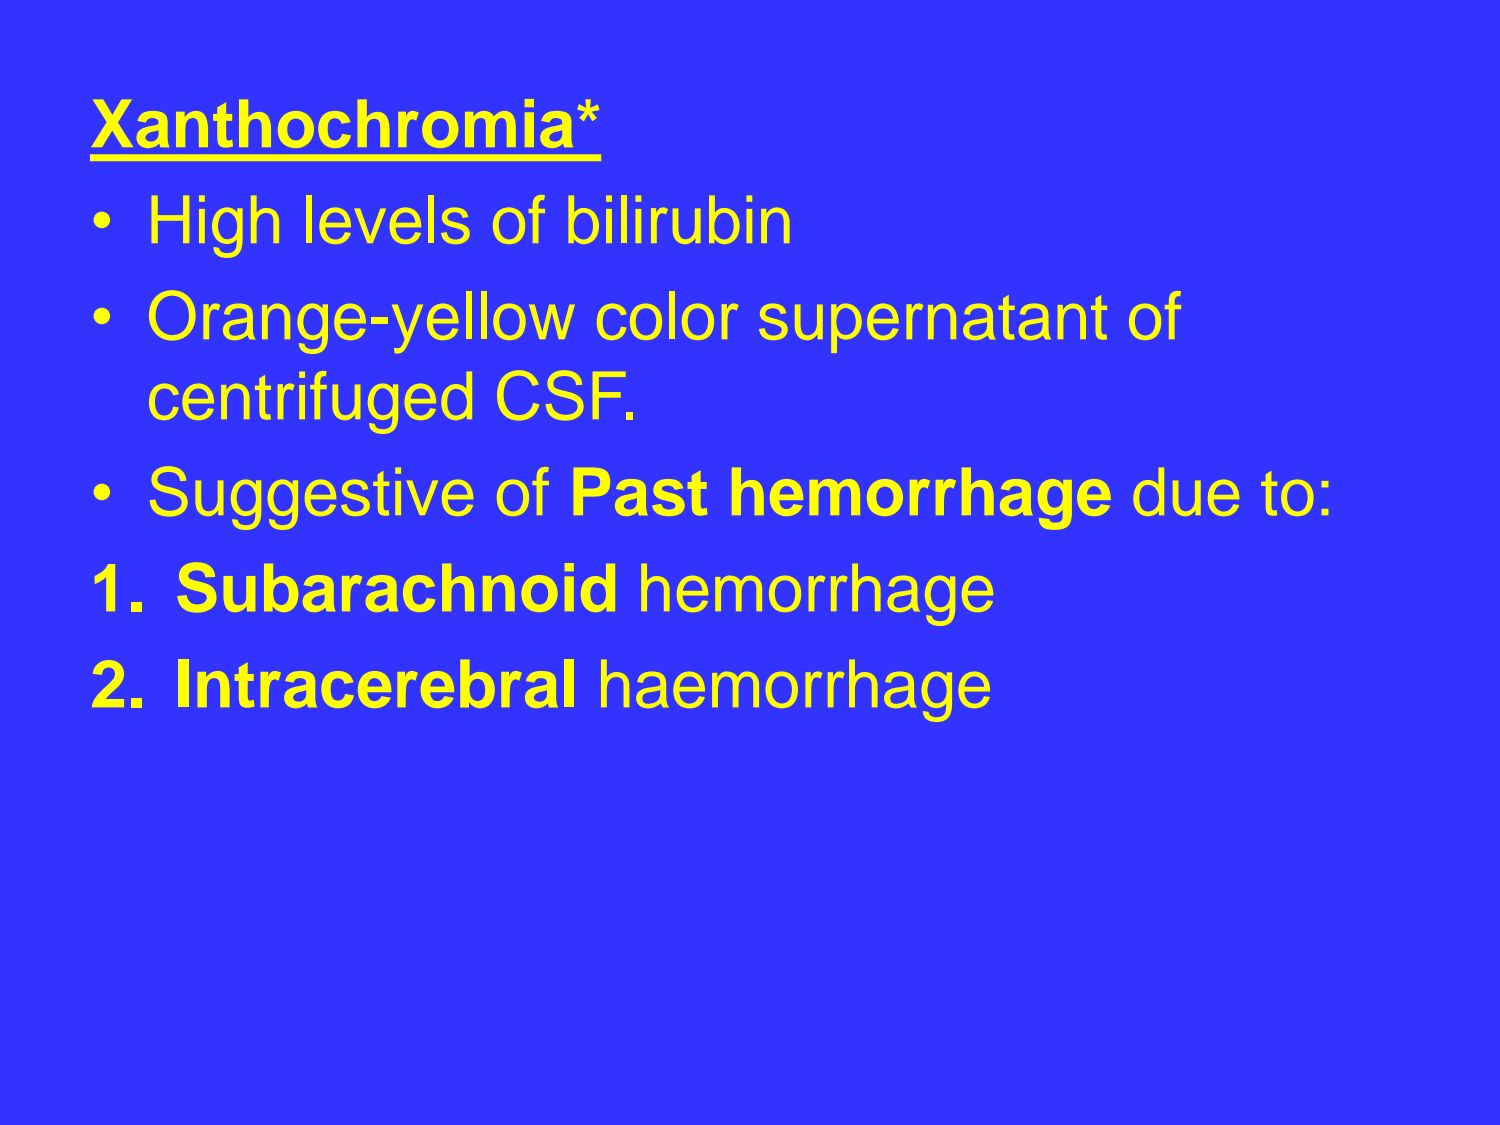 Xanthochromia*
• High levels of bilirubin
• Orange-yellow color supernatant of
centrifuged CSF.
• Suggestive of Past hemorrhage due to:
1. Subarachnoid hemorrhage
2. Intracerebral haemorrhage